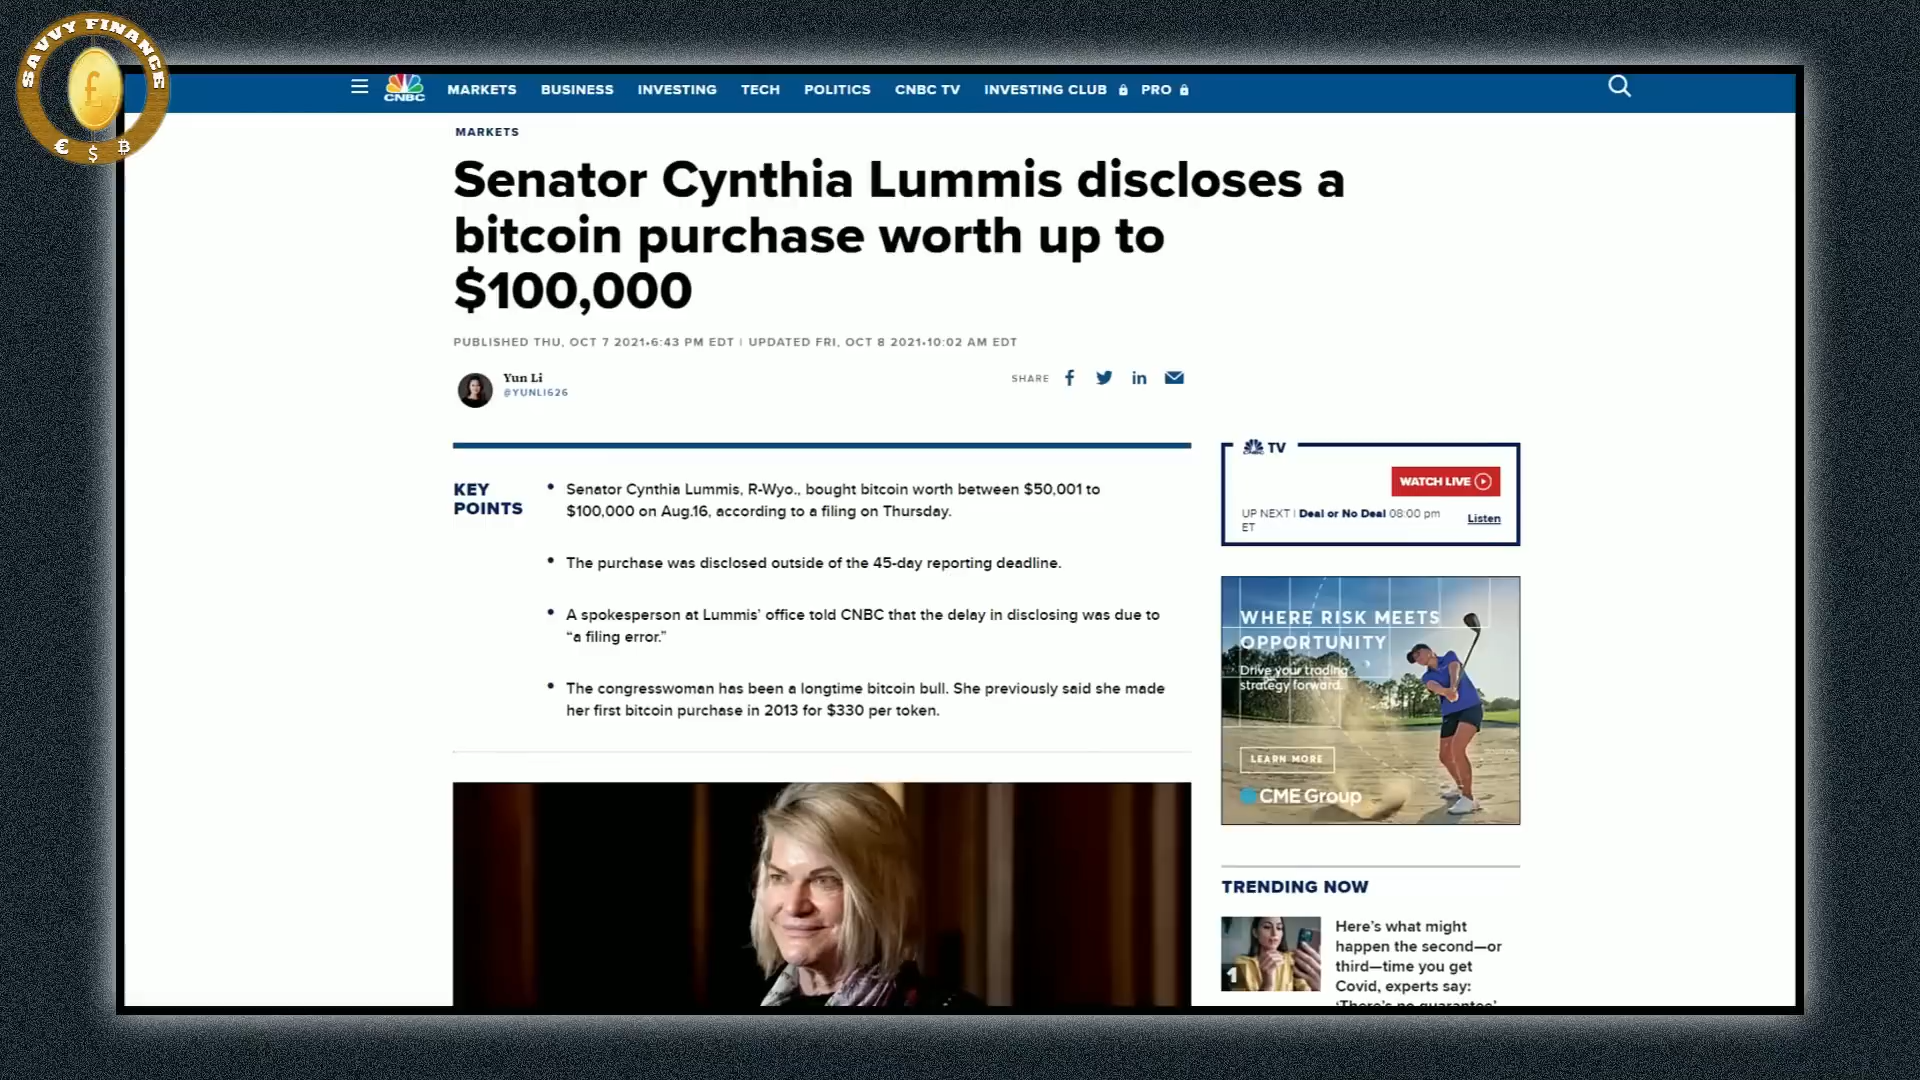 SAVVY FINANCE
£
€ $ ₿
CNBC
MARKETS BUSINESS INVESTING TECH POLITICS CNBC TV INVESTING CLUB PRO
MARKETS
Senator Cynthia Lummis discloses a
bitcoin purchase worth up to
$100,000
PUBLISHED THU, OCT 7 2021•6:43 PM EDT | UPDATED FRI, OCT 8 2021•10:02 AM EDT
Yun Li
@YUNLI626
SHARE
KEY
POINTS
• Senator Cynthia Lummis, R-Wyo., bought bitcoin worth between $50,001 to
$100,000 on Aug.16, according to a filing on Thursday.
• The purchase was disclosed outside of the 45-day reporting deadline.
• A spokesperson at Lummis’ office told CNBC that the delay in disclosing was due to
“a filing error.”
• The congresswoman has been a longtime bitcoin bull. She previously said she made
her first bitcoin purchase in 2013 for $330 per token.
CNBC TV
WATCH LIVE
UP NEXT | Deal or No Deal 08:00 pm
ET
Listen
WHERE RISK MEETS
OPPORTUNITY
Drive your trading
strategy forward.
LEARN MORE
CME Group
TRENDING NOW
1
Here’s what might
happen the second—or
third—time you get
Covid, experts say:
‘There’s no guarantee’